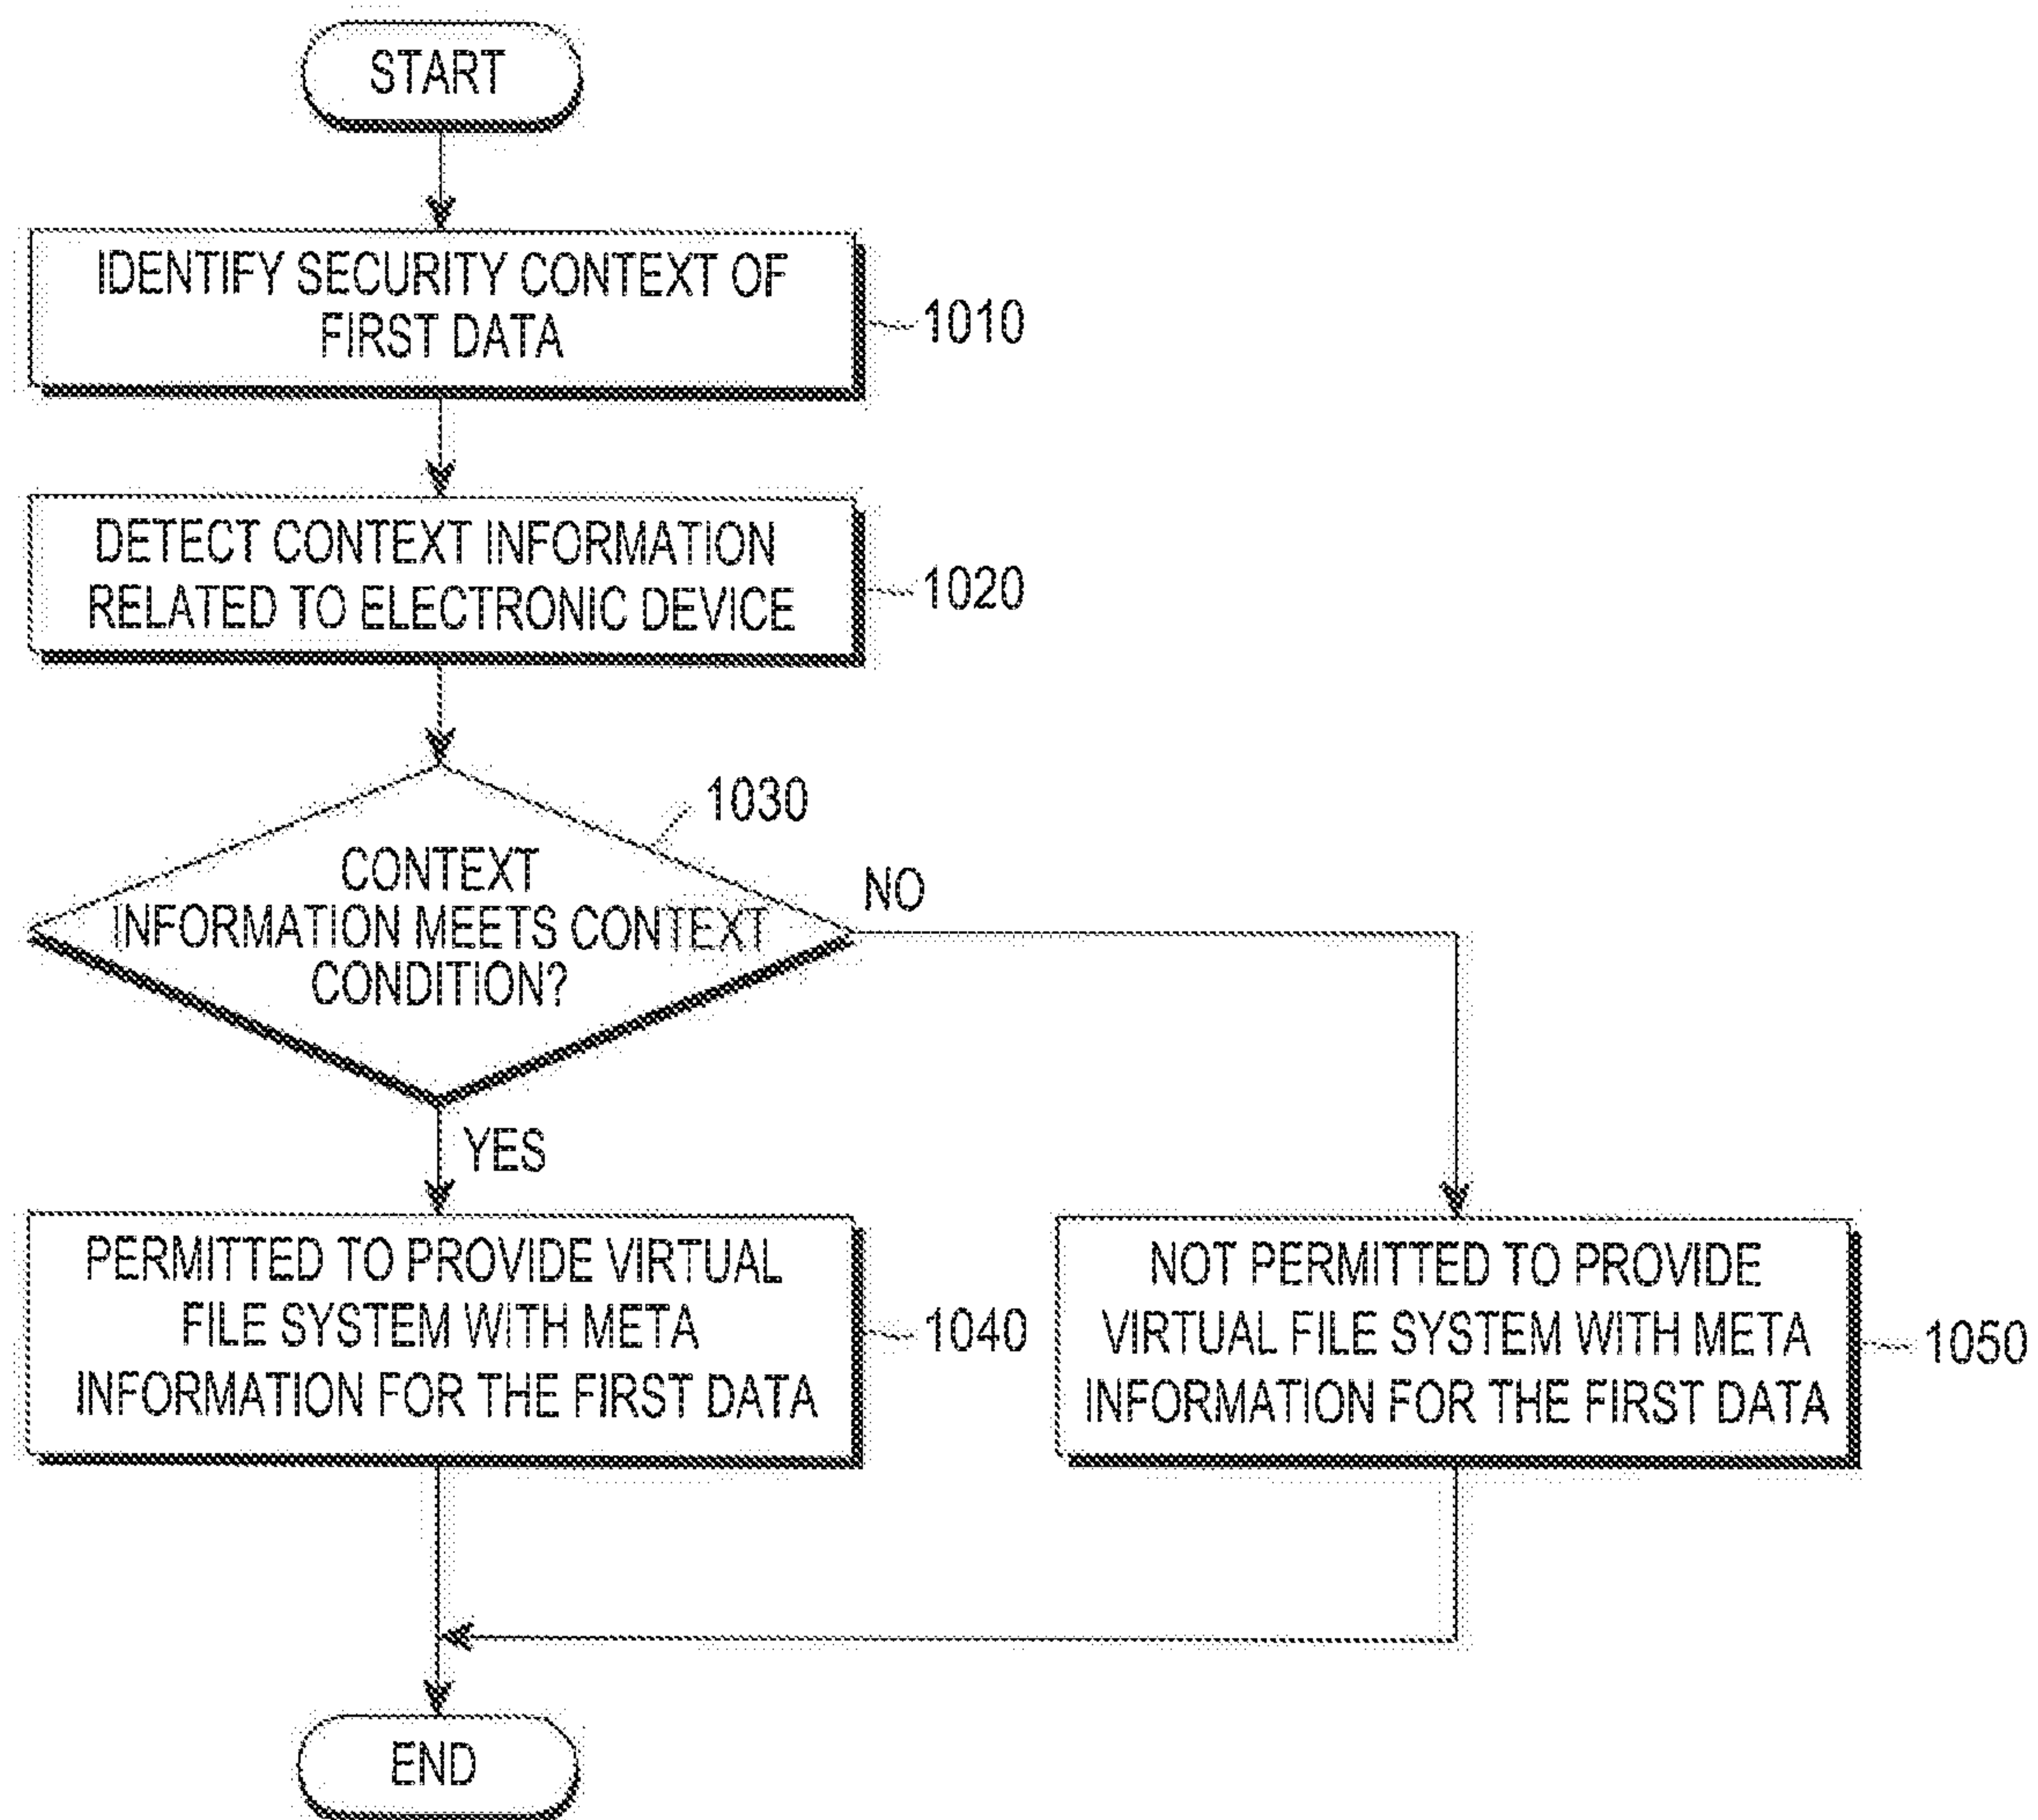 START
IDENTIFY SECURITY CONTEXT OF
FIRST DATA
1010
DETECT CONTEXT INFORMATION
RELATED TO ELECTRONIC DEVICE
1020
1030
CONTEXT
INFORMATION MEETS CONTEXT
CONDITION?
NO
YES
PERMITTED TO PROVIDE VIRTUAL
FILE SYSTEM WITH META
INFORMATION FOR THE FIRST DATA
1040
NOT PERMITTED TO PROVIDE
VIRTUAL FILE SYSTEM WITH META
INFORMATION FOR THE FIRST DATA
1050
END